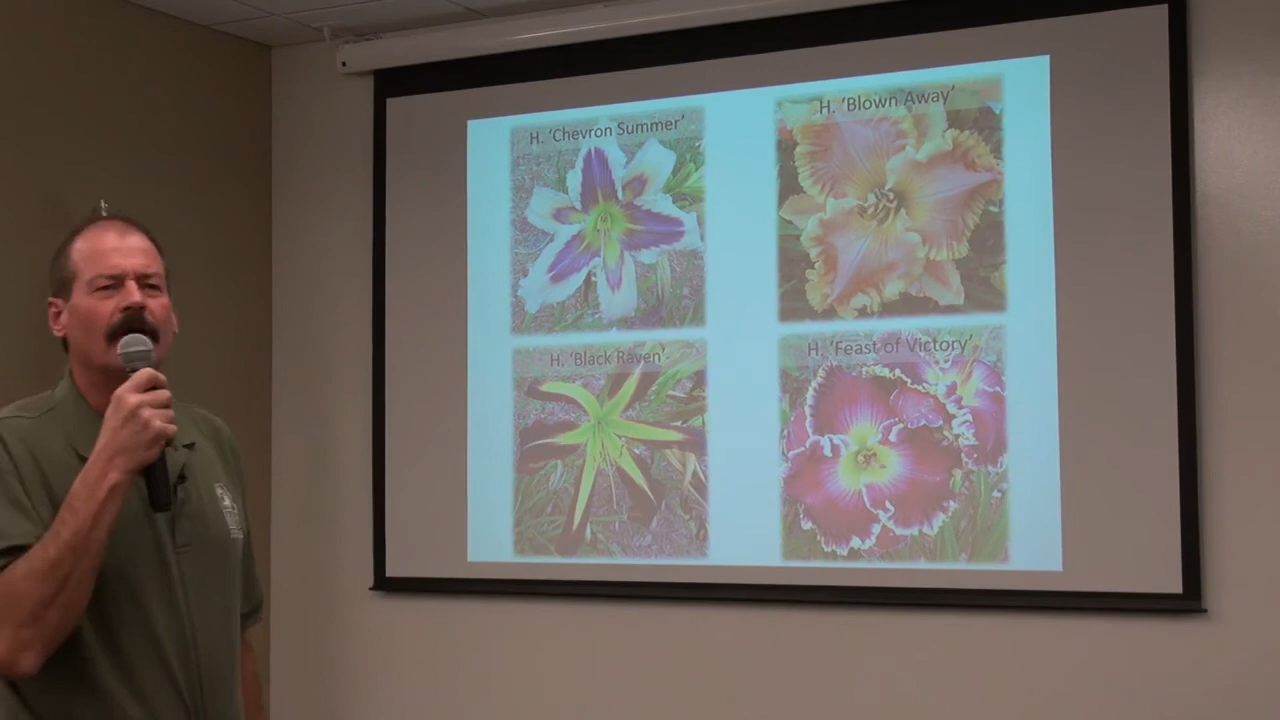 H. 'Chevron Summer'
H. 'Blown Away'
H. 'Black Raven'
H. 'Feast of Victory'